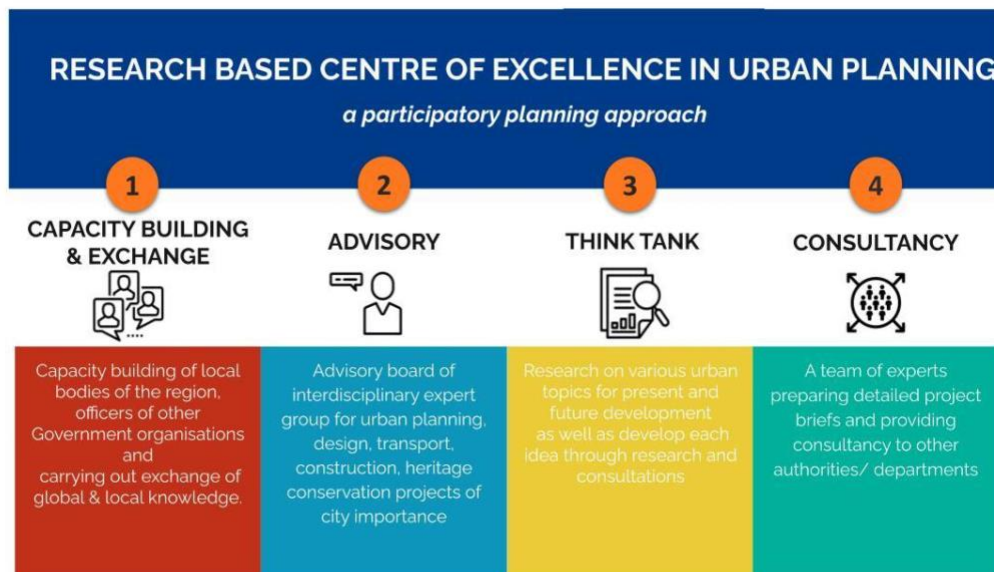 RESEARCH BASED CENTRE OF EXCELLENCE IN URBAN PLANNING
a participatory planning approach
1
CAPACITY BUILDING
& EXCHANGE
Capacity building of local
bodies of the region,
officers of other
Government organisations
and
carrying out exchange of
global & local knowledge.
2
ADVISORY
Advisory board of
interdisciplinary expert
group for urban planning,
design, transport,
construction, heritage
conservation projects of
city importance
3
THINK TANK
Research on various urban
topics for present and
future development
as well as develop each
idea through research and
consultations
4
CONSULTANCY
A team of experts
preparing detailed project
briefs and providing
consultancy to other
authorities/ departments